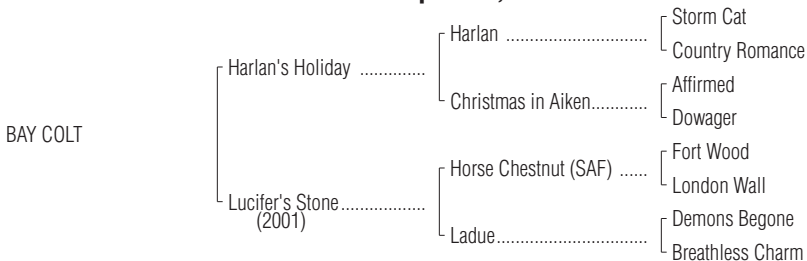 Storm Cat
Harlan ..............................
Country Romance
Harlan's Holiday ..............
Affirmed
Christmas in Aiken............
Dowager
BAY COLT
Fort Wood
Horse Chestnut (SAF) ......
London Wall
Lucifer's Stone..................
(2001)
Demons Begone
Ladue................................
Breathless Charm